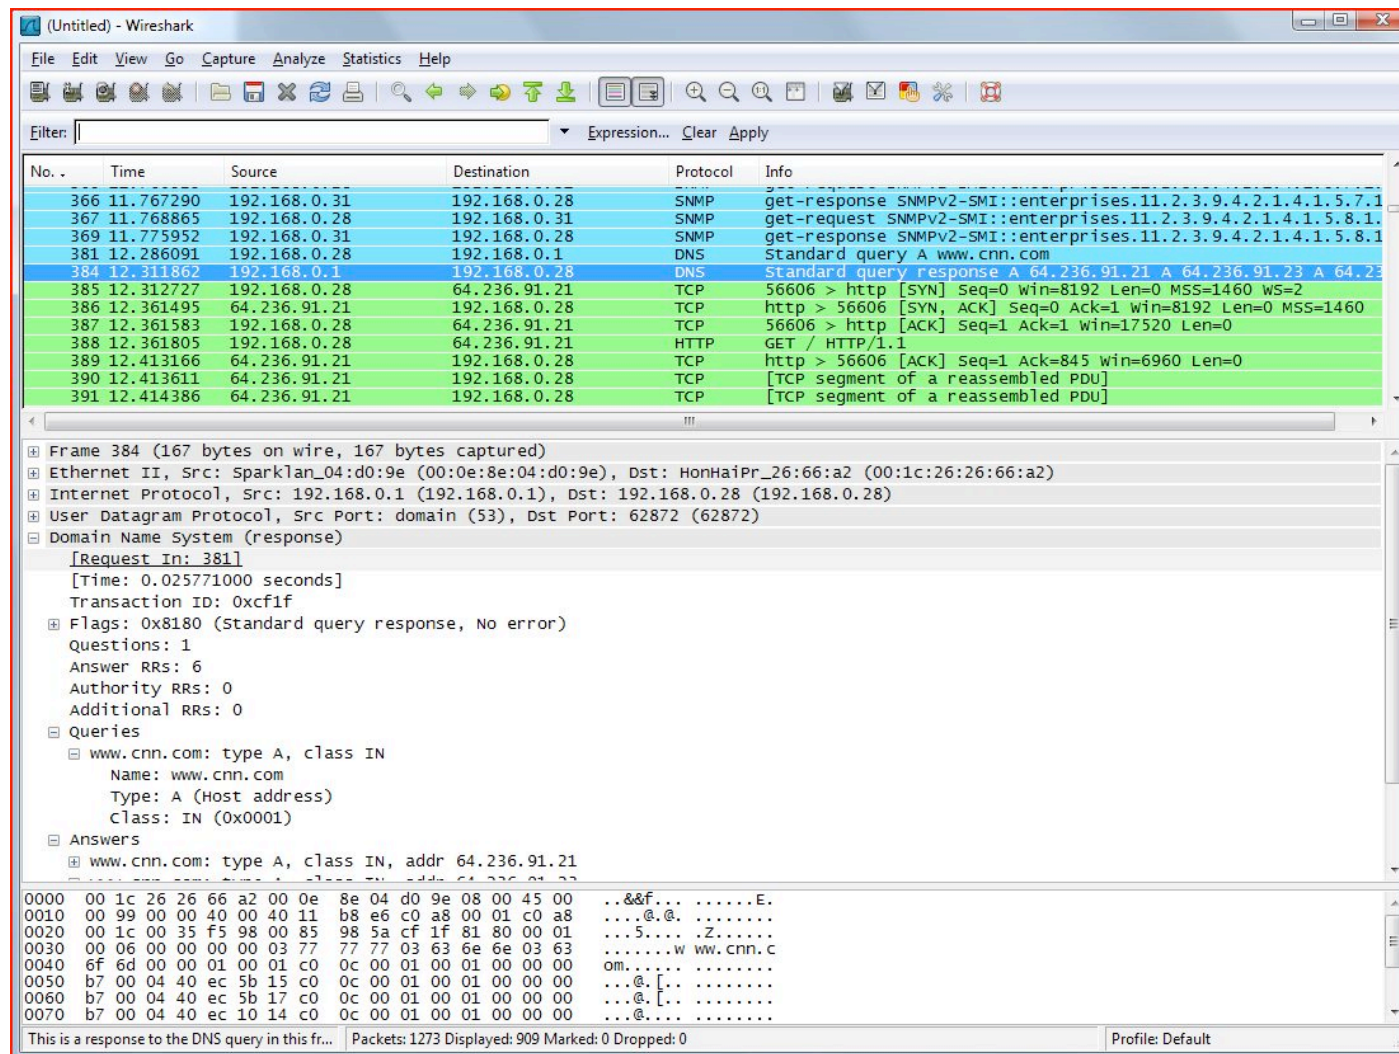 (Untitled) - Wireshark
File Edit View Go Capture Analyze Statistics Help
Filter: Expression... Clear Apply
No. . Time Source Destination Protocol Info
366 11.767290 192.168.0.31 192.168.0.28 SNMP get-response SNMPv2-SMI::enterprises.11.2.3.9.4.2.1.4.1.5.7.1
367 11.768865 192.168.0.28 192.168.0.31 SNMP get-request SNMPv2-SMI::enterprises.11.2.3.9.4.2.1.4.1.5.8.1.
369 11.775952 192.168.0.31 192.168.0.28 SNMP get-response SNMPv2-SMI::enterprises.11.2.3.9.4.2.1.4.1.5.8.1
381 12.286091 192.168.0.28 192.168.0.1 DNS Standard query A www.cnn.com
384 12.311862 192.168.0.1 192.168.0.28 DNS Standard query response A 64.236.91.21 A 64.236.91.23 A 64.23
385 12.312727 192.168.0.28 64.236.91.21 TCP 56606 > http [SYN] Seq=0 Win=8192 Len=0 MSS=1460 WS=2
386 12.361495 64.236.91.21 192.168.0.28 TCP http > 56606 [SYN, ACK] Seq=0 Ack=1 Win=8192 Len=0 MSS=1460
387 12.361583 192.168.0.28 64.236.91.21 TCP 56606 > http [ACK] Seq=1 Ack=1 Win=17520 Len=0
388 12.361805 192.168.0.28 64.236.91.21 HTTP GET / HTTP/1.1
389 12.413166 64.236.91.21 192.168.0.28 TCP http > 56606 [ACK] Seq=1 Ack=845 Win=6960 Len=0
390 12.413611 64.236.91.21 192.168.0.28 TCP [TCP segment of a reassembled PDU]
391 12.414386 64.236.91.21 192.168.0.28 TCP [TCP segment of a reassembled PDU]
Frame 384 (167 bytes on wire, 167 bytes captured)
Ethernet II, Src: Sparklan_04:d0:9e (00:0e:8e:04:d0:9e), Dst: HonHaiPr_26:66:a2 (00:1c:26:26:66:a2)
Internet Protocol, Src: 192.168.0.1 (192.168.0.1), Dst: 192.168.0.28 (192.168.0.28)
User Datagram Protocol, Src Port: domain (53), Dst Port: 62872 (62872)
Domain Name System (response)
[Request In: 381]
[Time: 0.025771000 seconds]
Transaction ID: 0xcf1f
Flags: 0x8180 (Standard query response, No error)
Questions: 1
Answer RRs: 6
Authority RRs: 0
Additional RRs: 0
Queries
www.cnn.com: type A, class IN
Name: www.cnn.com
Type: A (Host address)
Class: IN (0x0001)
Answers
www.cnn.com: type A, class IN, addr 64.236.91.21
0000 00 1c 26 26 66 a2 00 0e 8e 04 d0 9e 08 00 45 00 ..&&f... ......E.
0010 00 99 00 00 40 00 40 11 b8 e6 c0 a8 00 01 c0 a8 ....@.@. ........
0020 00 1c 00 35 f5 98 00 85 98 5a cf 1f 81 80 00 01 ...5.... .Z......
0030 00 06 00 00 00 00 03 77 77 77 03 63 6e 6e 03 63 .......w ww.cnn.c
0040 6f 6d 00 00 01 00 01 c0 0c 00 01 00 01 00 00 00 om...... ........
0050 b7 00 04 40 ec 5b 15 c0 0c 00 01 00 01 00 00 00 ...@.[.. ........
0060 b7 00 04 40 ec 5b 17 c0 0c 00 01 00 01 00 00 00 ...@.[.. ........
0070 b7 00 04 40 ec 10 14 c0 0c 00 01 00 01 00 00 00 ...@.... ........
This is a response to the DNS query in this fr... Packets: 1273 Displayed: 909 Marked: 0 Dropped: 0 Profile: Default